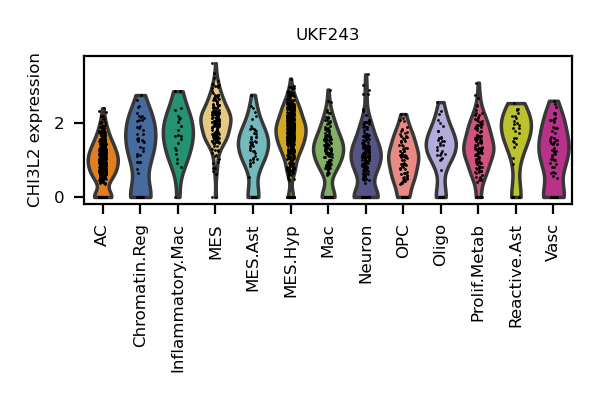 UKF243
CHI3L2 expression
2
0
AC
Chromatin.Reg
Inflammatory.Mac
MES
MES.Ast
MES.Hyp
Mac
Neuron
OPC
Oligo
Prolif.Metab
Reactive.Ast
Vasc